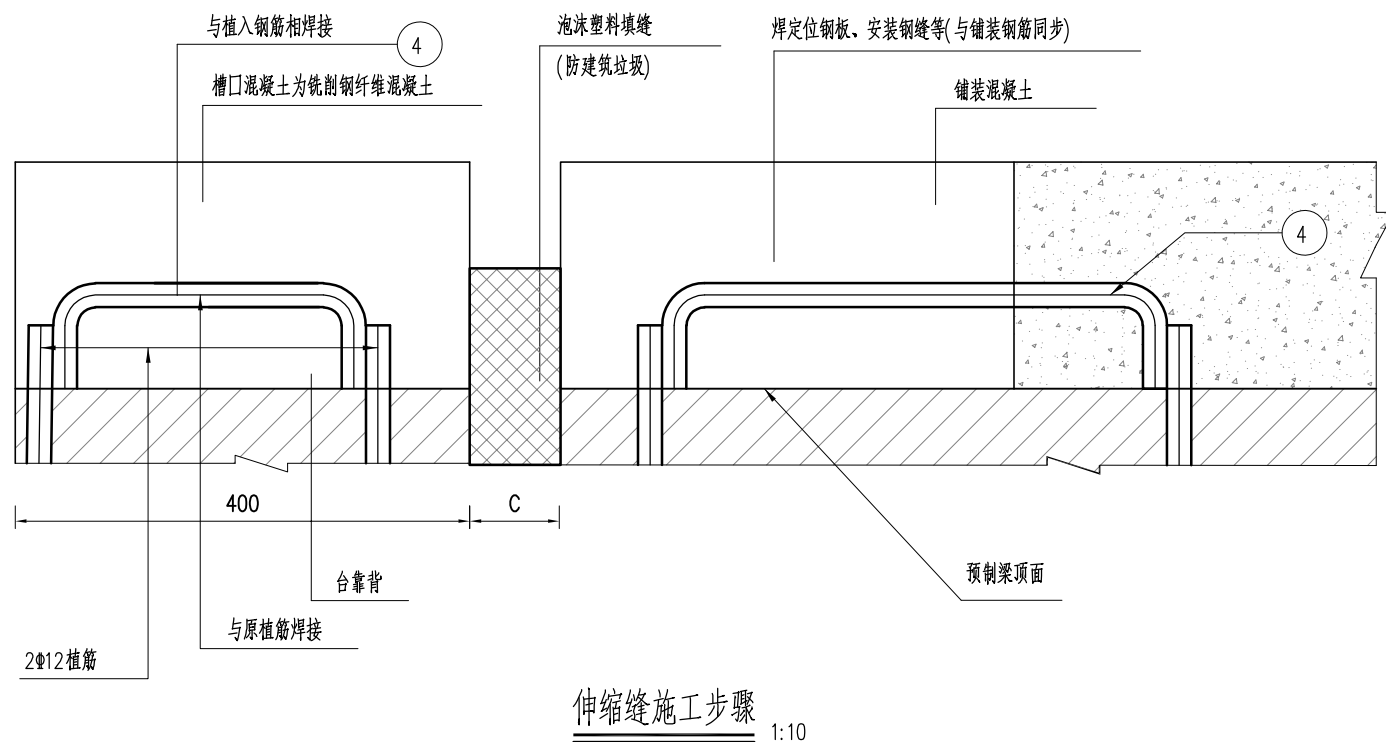 与植入钢筋相焊接
4
泡沫塑料填缝
(防建筑垃圾)
焊定位钢板、安装钢缝等(与铺装钢筋同步)
槽口混凝土为铣削钢纤维混凝土
铺装混凝土
4
400
C
台靠背
预制梁顶面
与原植筋焊接
2Φ12植筋
伸缩缝施工步骤
1:10